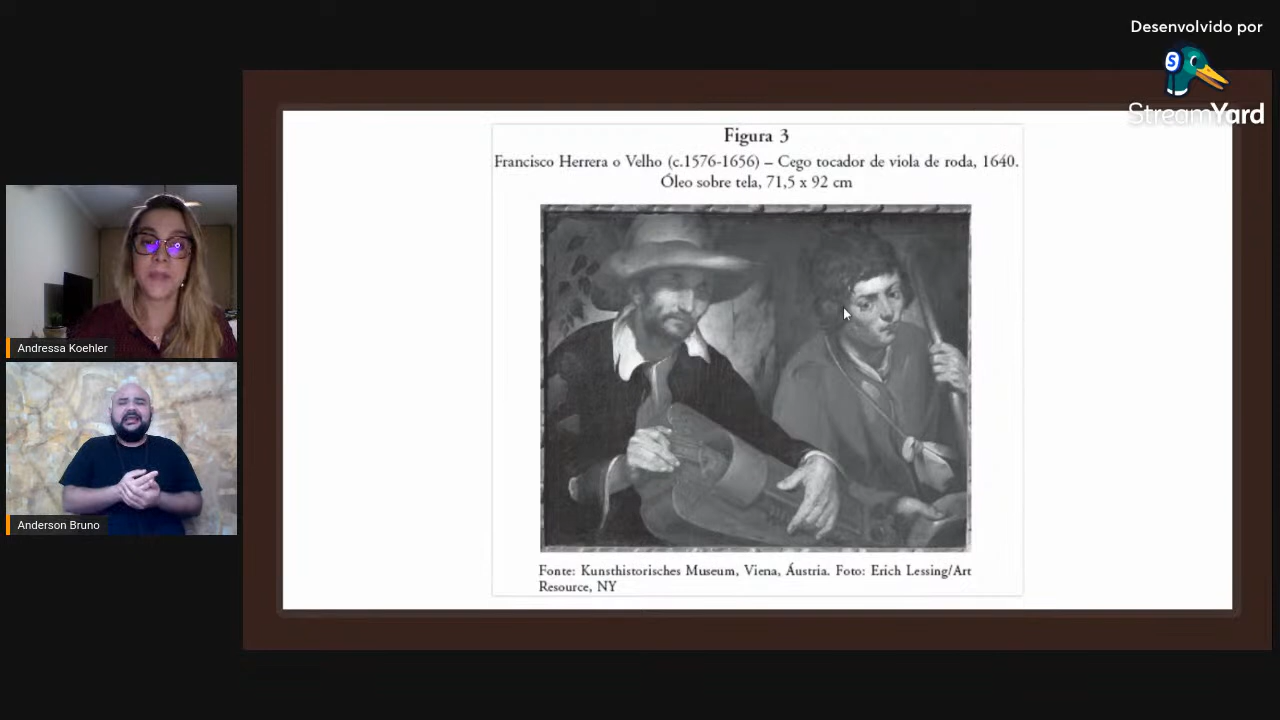 Desenvolvido por
StreamYard
Figura 3
Francisco Herrera o Velho (c.1576-1656) – Cego tocador de viola de roda, 1640.
Óleo sobre tela, 71,5 x 92 cm
Fonte: Kunsthistorisches Museum, Viena, Áustria. Foto: Erich Lessing/Art
Resource, NY
Andressa Koehler
Anderson Bruno